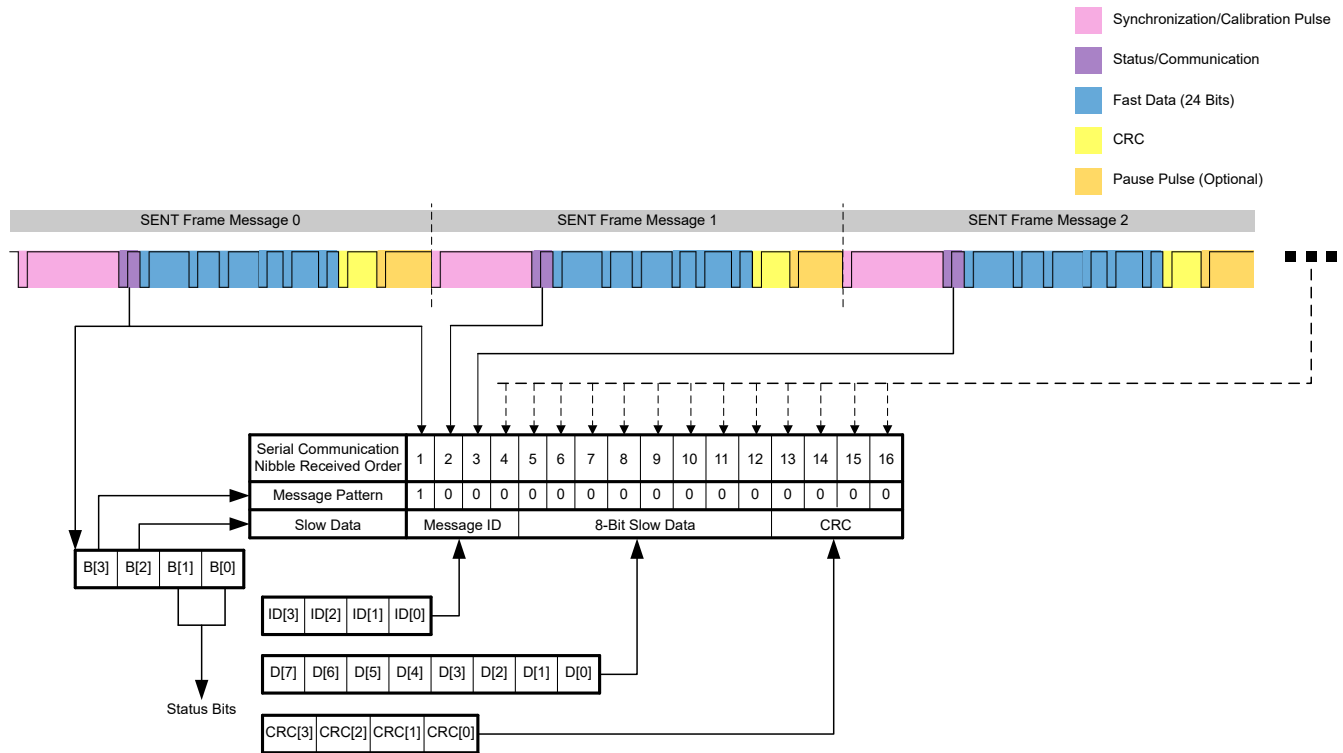 Synchronization/Calibration Pulse
Status/Communication
Fast Data (24 Bits)
CRC
Pause Pulse (Optional)
SENT Frame Message 0 SENT Frame Message 1 SENT Frame Message 2
Serial Communication
Nibble Received Order 1 2 3 4 5 6 7 8 9 10 11 12 13 14 15 16
Message Pattern 1 0 0 0 0 0 0 0 0 0 0 0 0 0 0 0
Slow Data Message ID 8-Bit Slow Data CRC
B[3] B[2] B[1] B[0]
ID[3] ID[2] ID[1] ID[0]
D[7] D[6] D[5] D[4] D[3] D[2] D[1] D[0]
Status Bits
CRC[3] CRC[2] CRC[1] CRC[0]